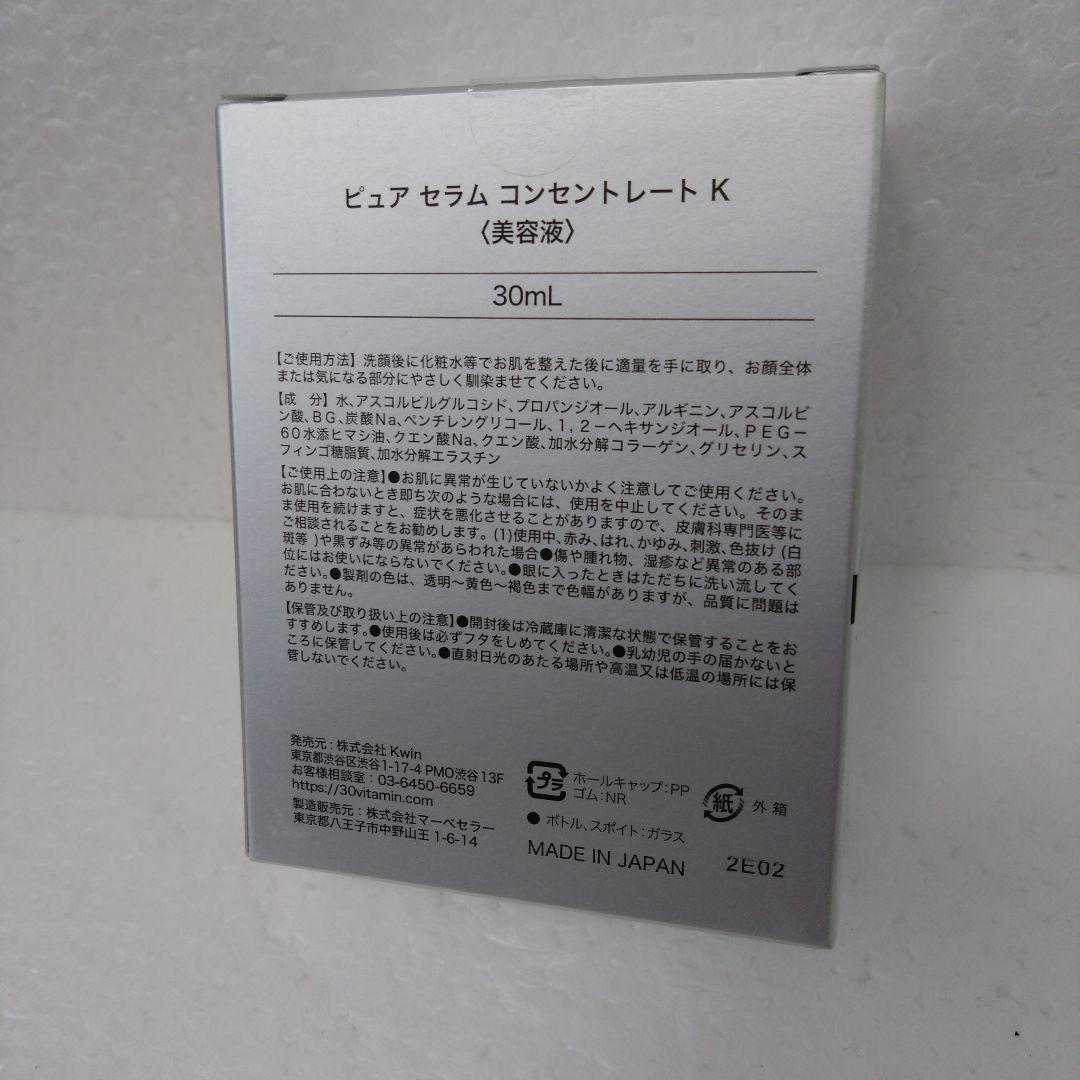 ピュア セラム コンセントレート K
〈美容液〉
30mL
【ご使用方法】洗顔後に化粧水等でお肌を整えた後に適量を手に取り、お顔全体
または気になる部分にやさしく馴染ませてください。
【成　分】水、アスコルビルグルコシド、プロパンジオール、アルギニン、アスコルビ
ン酸、BG、炭酸Na、ペンチレングリコール、1,2－ヘキサンジオール、PEG－
60水添ヒマシ油、クエン酸Na、クエン酸、加水分解コラーゲン、グリセリン、ス
フィンゴ糖脂質、加水分解エラスチン
【ご使用上の注意】●お肌に異常が生じていないかよく注意してご使用ください。
お肌に合わないとき即ち次のような場合には、使用を中止してください。そのま
ま使用を続けますと、症状を悪化させることがありますので、皮膚科専門医等に
ご相談されることをお勧めします。(1)使用中、赤み、はれ、かゆみ、刺激、色抜け(白
斑等)や黒ずみ等の異常があらわれた場合●傷や腫れ物、湿疹など異常のある部
位にはお使いにならないでください。●眼に入ったときはただちに洗い流してく
ださい。●製剤の色は、透明～黄色～褐色まで色幅がありますが、品質に問題は
ありません。
【保管及び取り扱い上の注意】●開封後は冷蔵庫に清潔な状態で保管することをお
すすめします。●使用後は必ずフタをしめてください。●乳幼児の手の届かないと
ころに保管してください。●直射日光のあたる場所や高温又は低温の場所には保
管しないでください。
発売元：株式会社 Kwin
東京都渋谷区渋谷1-17-4 PMO渋谷 13F
お客様相談室：03-6450-6659
https://30vitamin.com
製造販売元：株式会社マーベセラー
東京都八王子市中野山王 1-6-14
プラ
ホールキャップ：PP
ゴム：NR
● ボトル、スポイト：ガラス
紙 外箱
MADE IN JAPAN
2E02